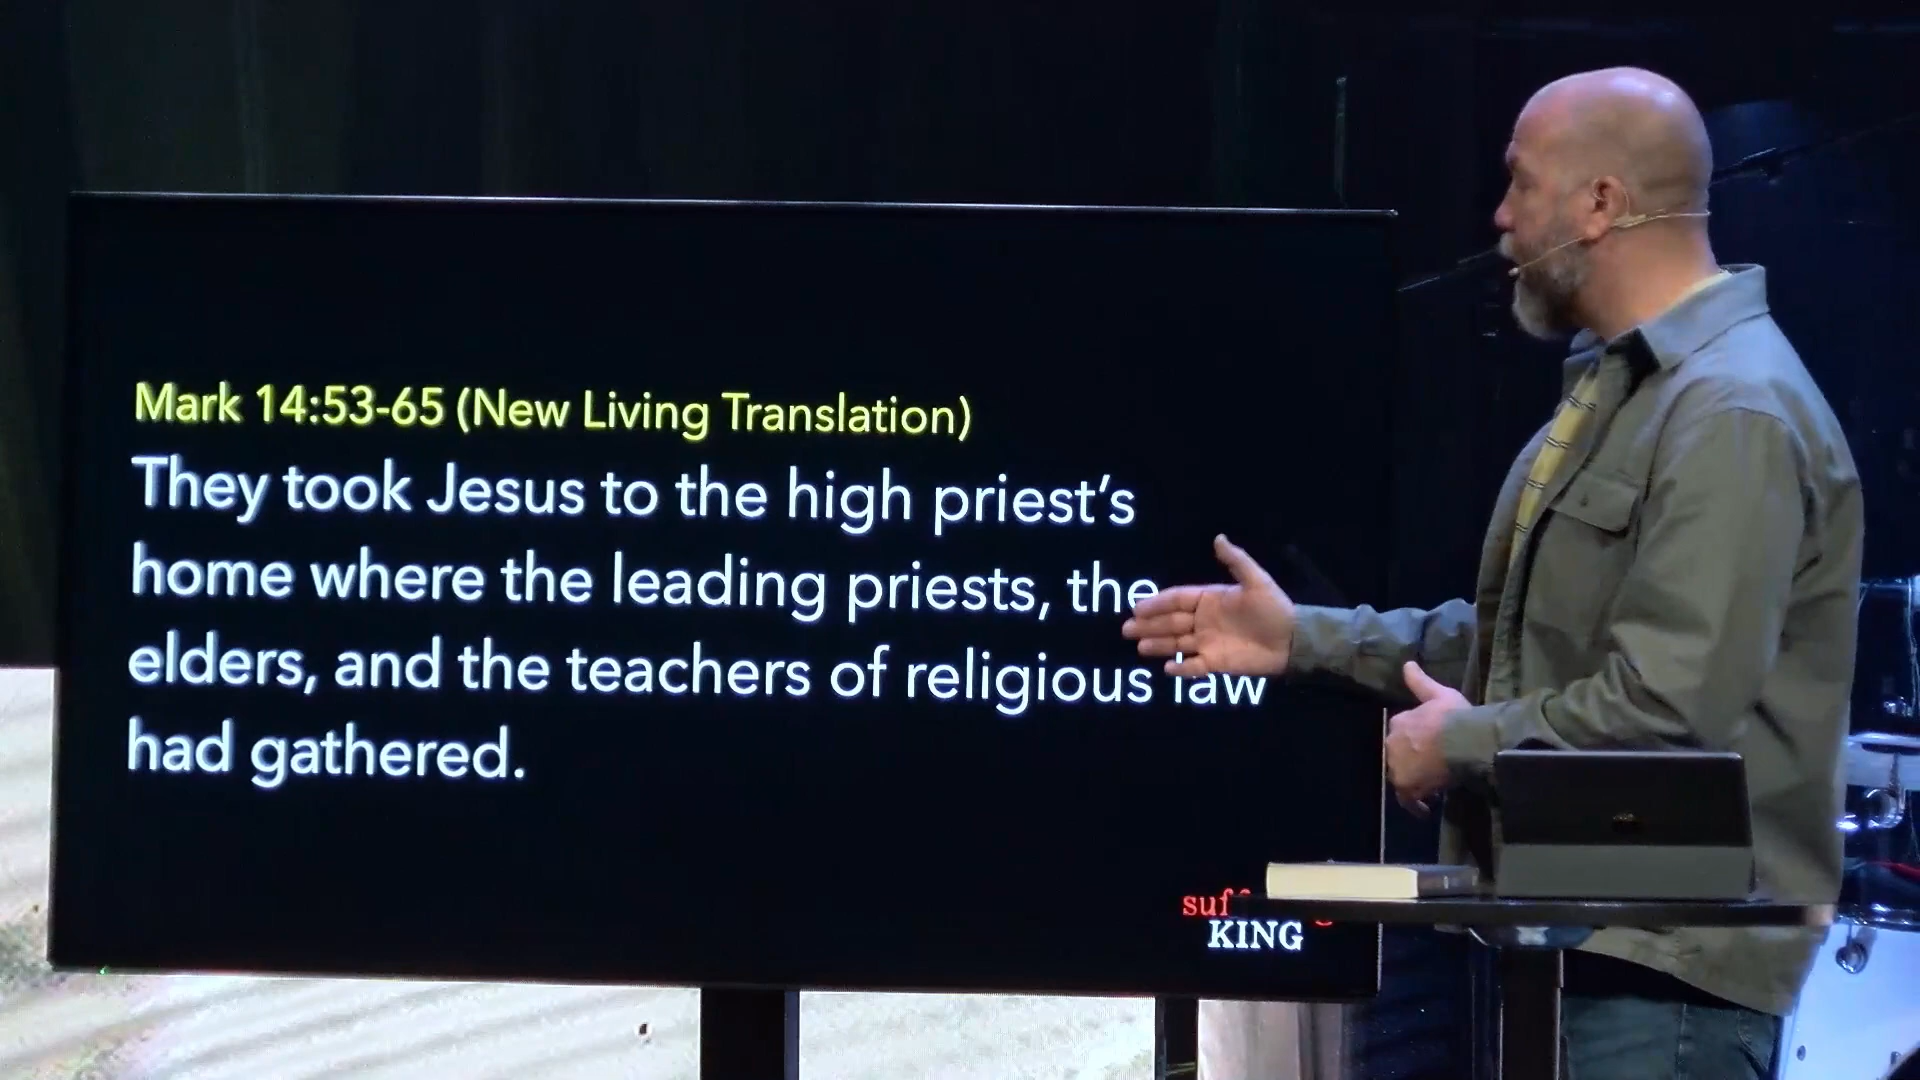 Mark 14:53-65 (New Living Translation)
They took Jesus to the high priest’s
home where the leading priests, the
elders, and the teachers of religious law
had gathered.
KING